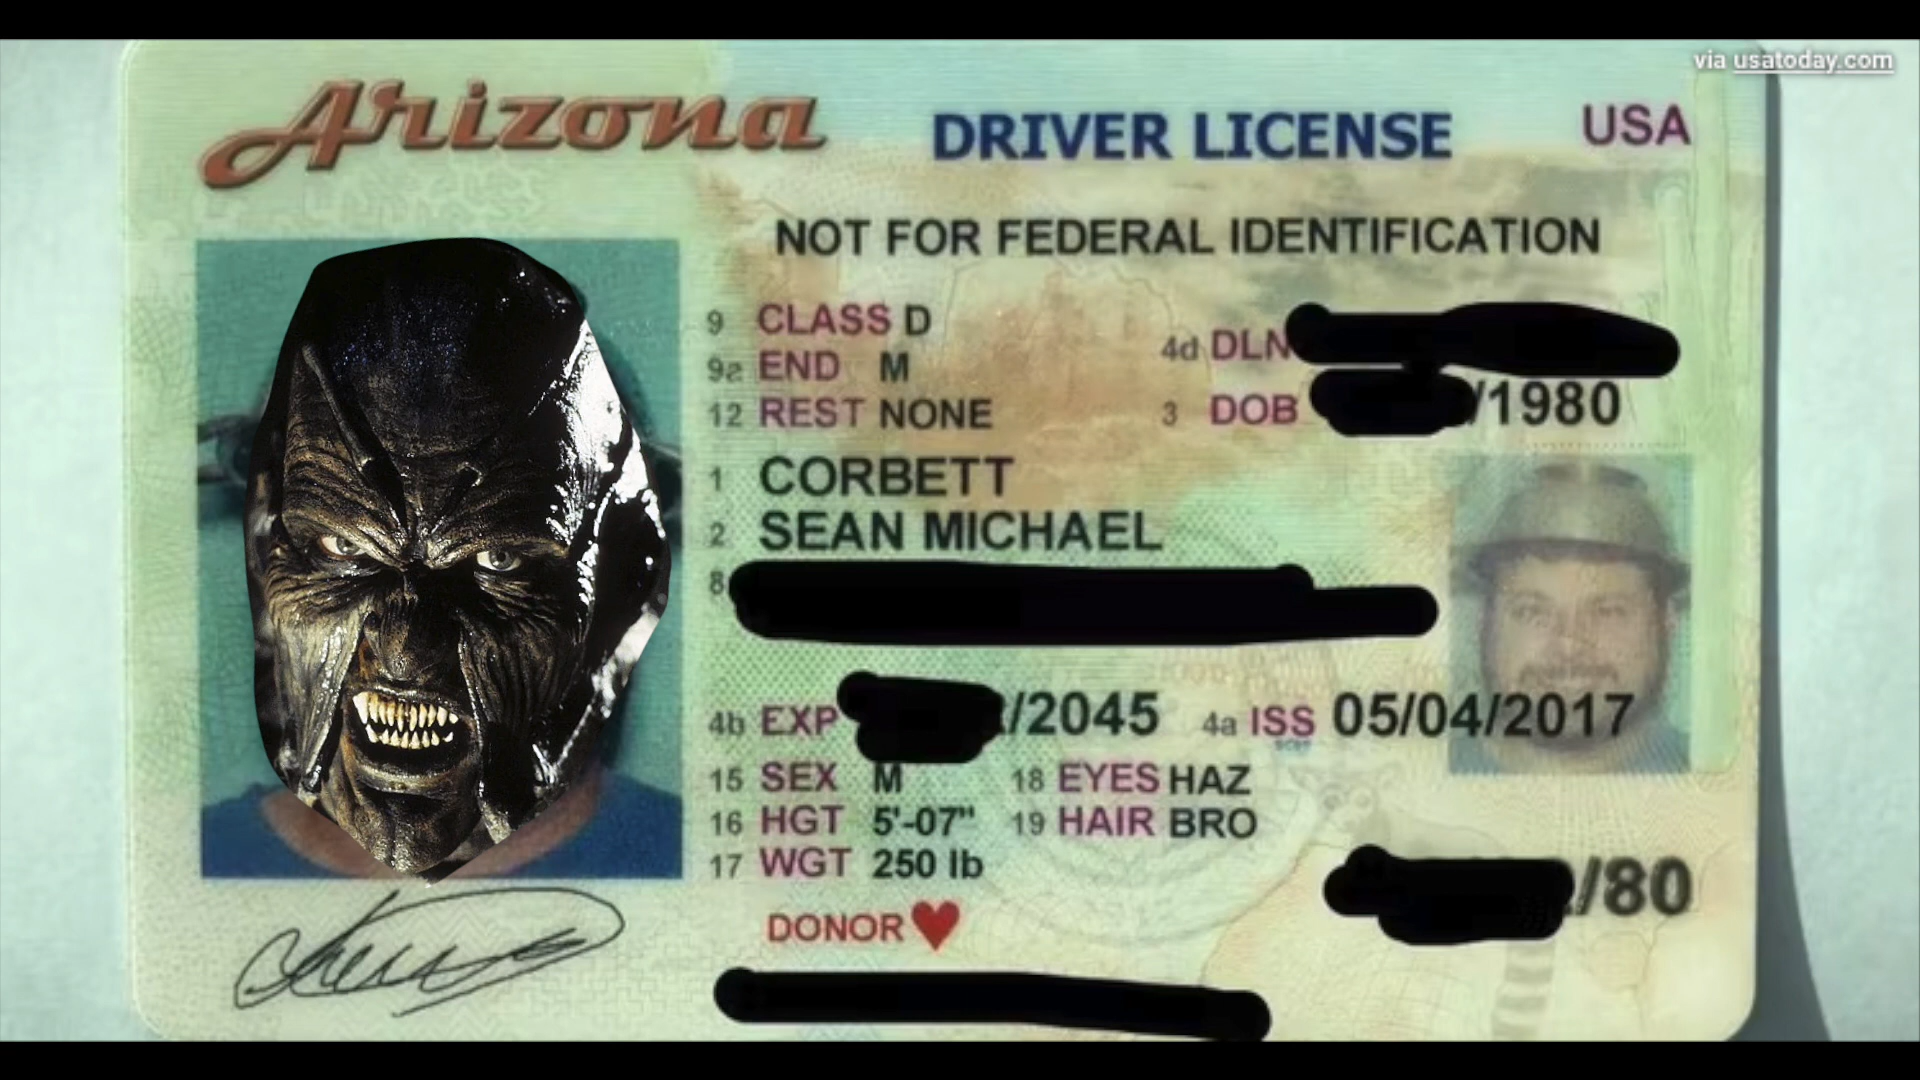 via usatoday.com
Arizona DRIVER LICENSE USA
NOT FOR FEDERAL IDENTIFICATION
9 CLASS D
9a END M
12 REST NONE
4d DLN
3 DOB /1980
1 CORBETT
2 SEAN MICHAEL
8
4b EXP /2045 4a ISS 05/04/2017
15 SEX M 18 EYES HAZ
16 HGT 5'-07" 19 HAIR BRO
17 WGT 250 lb
/80
DONOR